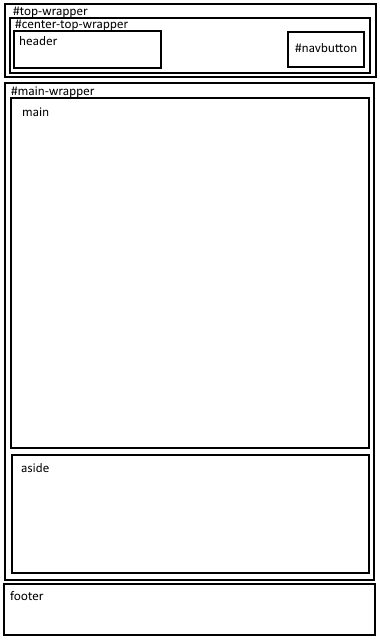 #top-wrapper
#center-top-wrapper
header
#navbutton
#main-wrapper
main
aside
footer